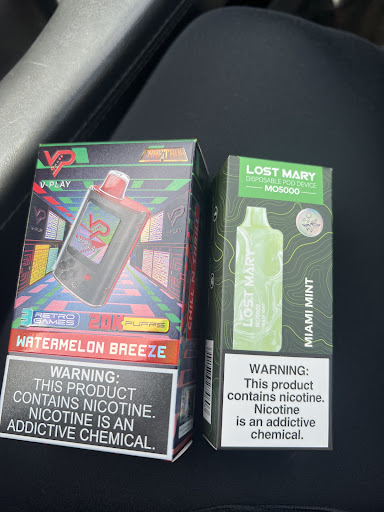 VP
V-PLAY
VP
3 RETRO
GAMES
20K PUFFS
WATERMELON BREEZE
WARNING:
THIS PRODUCT
CONTAINS NICOTINE.
NICOTINE IS AN
ADDICTIVE CHEMICAL.
LOST MARY
DISPOSABLE POD DEVICE
MO5000
LOST MARY
MIAMI MINT
WARNING:
This product
contains nicotine.
Nicotine
is an addictive
chemical.